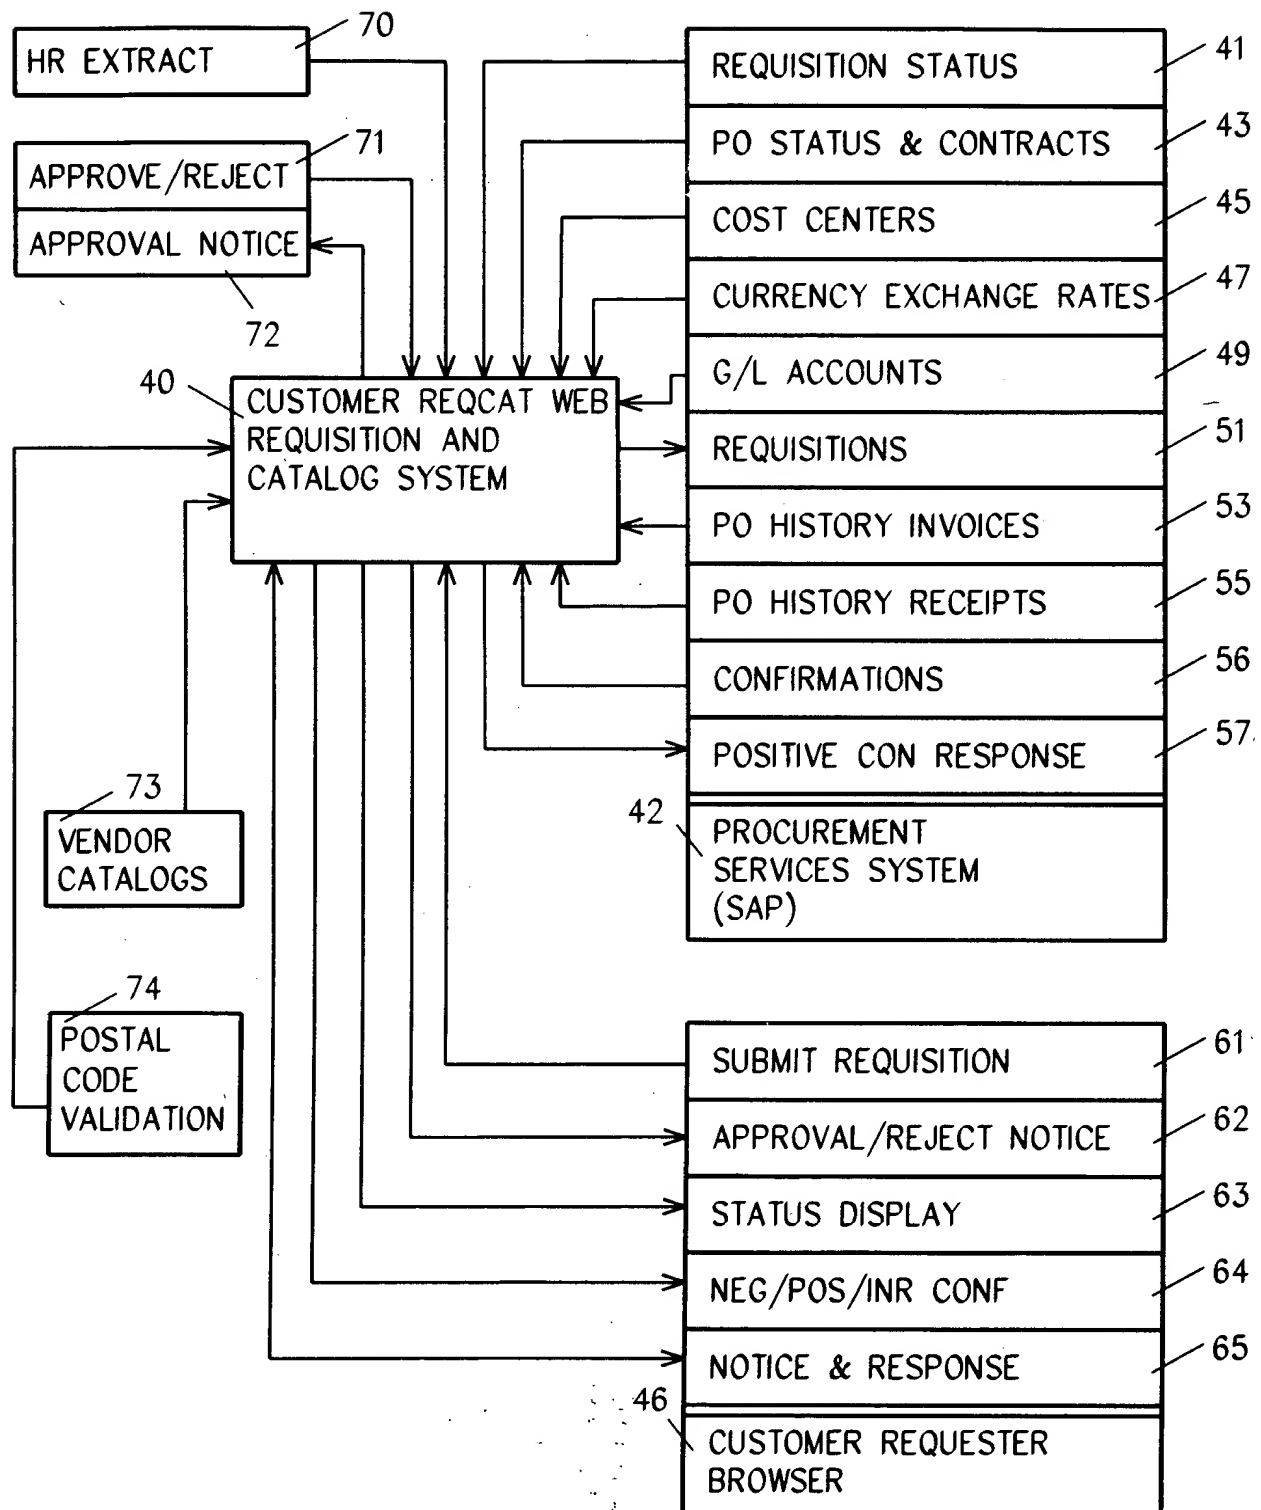 70
HR EXTRACT
71
APPROVE/REJECT
APPROVAL NOTICE
72
40
CUSTOMER REQCAT WEB
REQUISITION AND
CATALOG SYSTEM
73
VENDOR
CATALOGS
74
POSTAL
CODE
VALIDATION
REQUISITION STATUS
41
PO STATUS & CONTRACTS
43
COST CENTERS
45
CURRENCY EXCHANGE RATES
47
G/L ACCOUNTS
49
REQUISITIONS
51
PO HISTORY INVOICES
53
PO HISTORY RECEIPTS
55
CONFIRMATIONS
56
POSITIVE CON RESPONSE
57
42
PROCUREMENT
SERVICES SYSTEM
(SAP)
SUBMIT REQUISITION
61
APPROVAL/REJECT NOTICE
62
STATUS DISPLAY
63
NEG/POS/INR CONF
64
NOTICE & RESPONSE
65
46
CUSTOMER REQUESTER
BROWSER